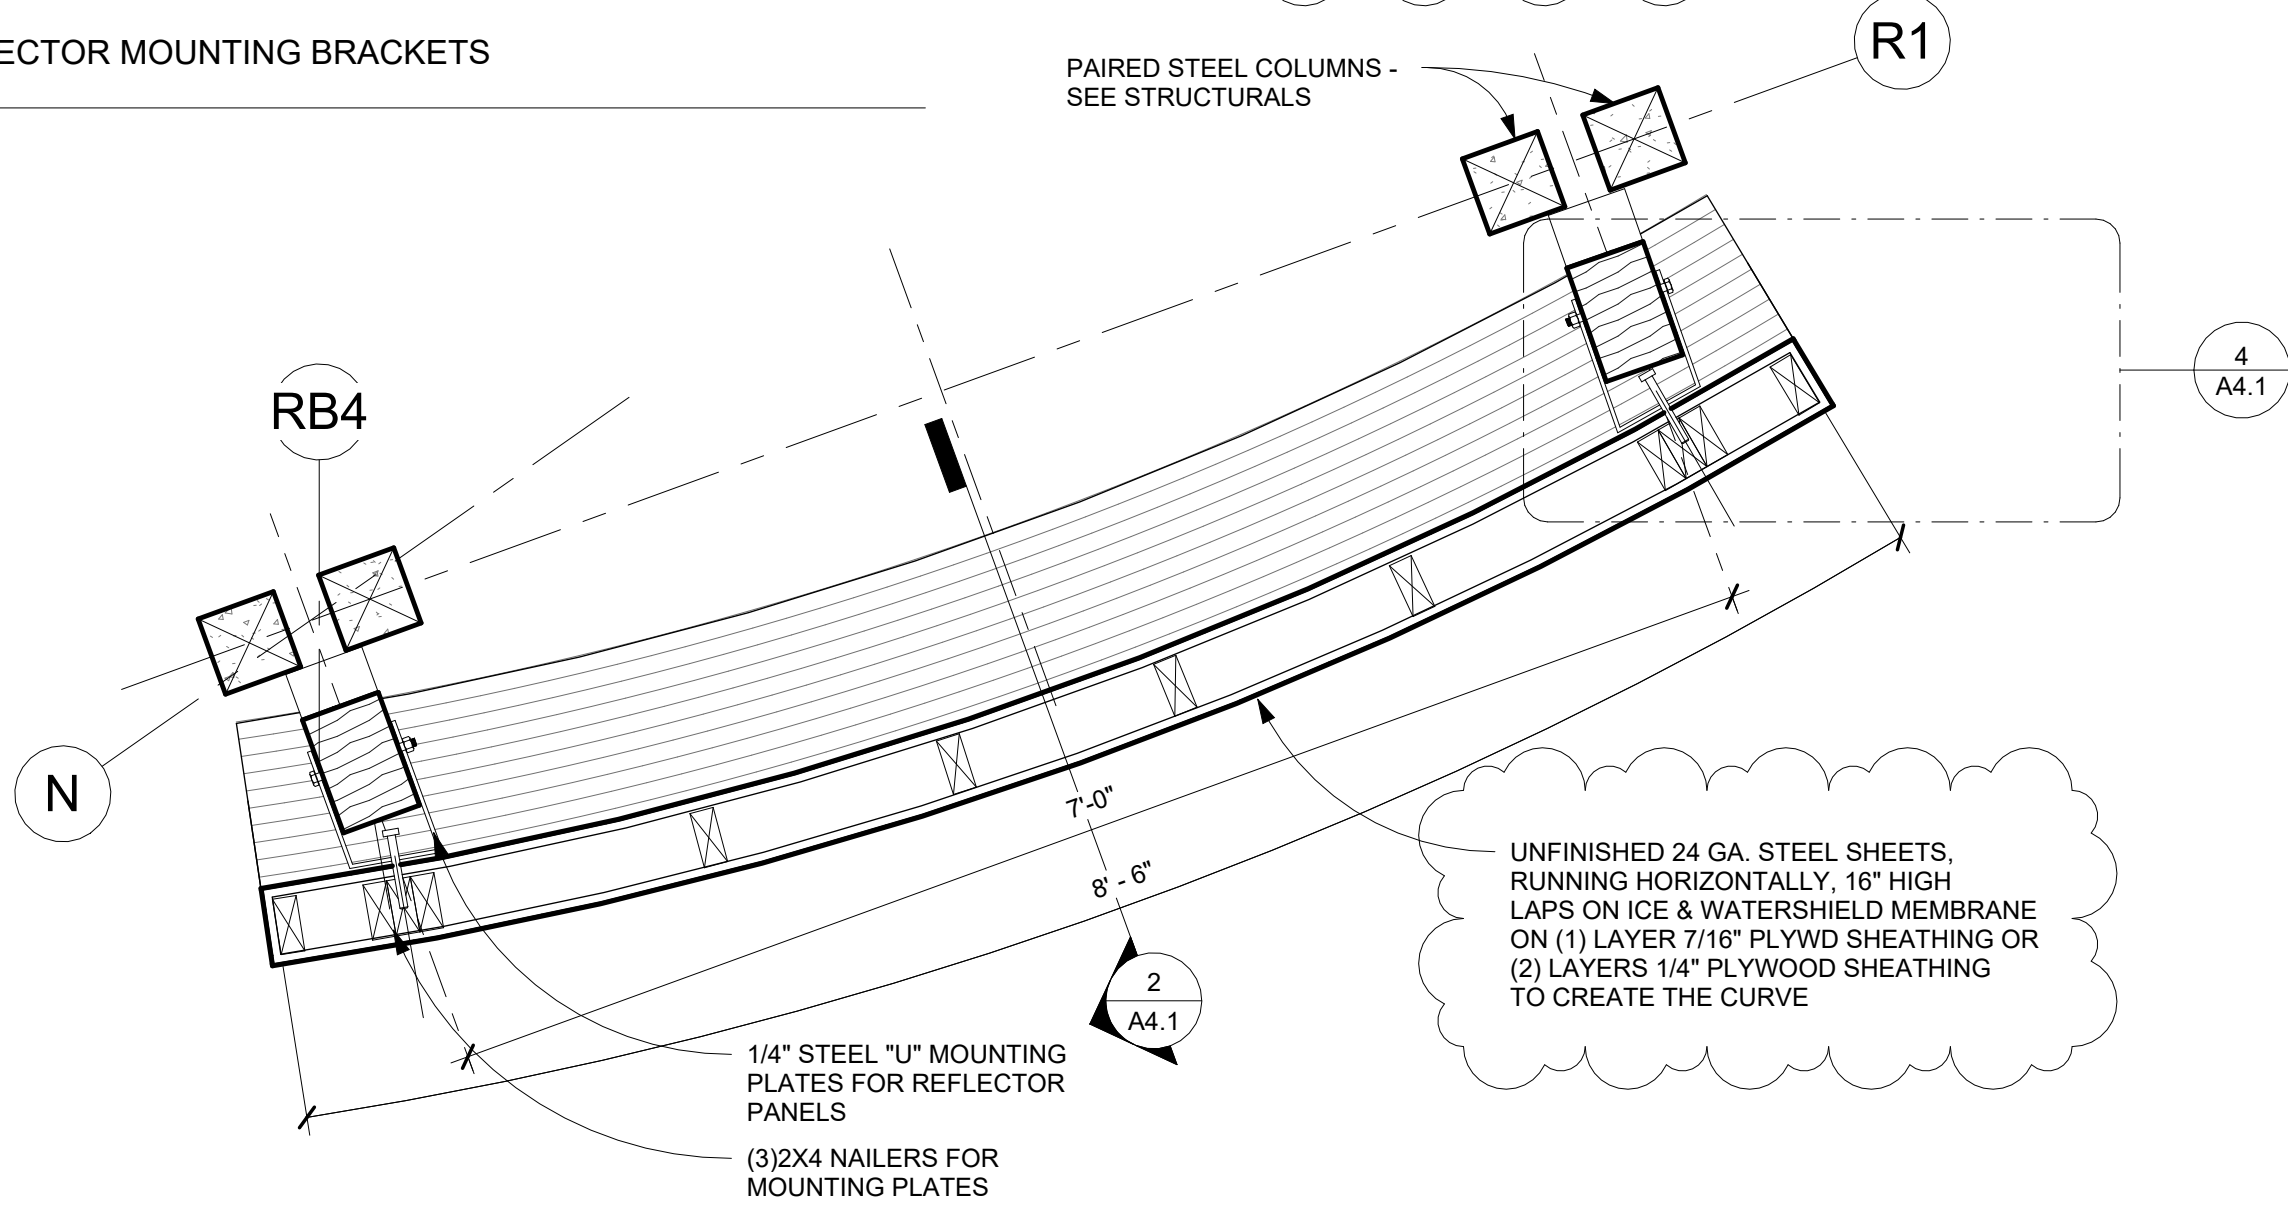 ECTOR MOUNTING BRACKETS
PAIRED STEEL COLUMNS -
SEE STRUCTURALS
R1
RB4
4
A4.1
N
7'-0"
8' - 6"
UNFINISHED 24 GA. STEEL SHEETS,
RUNNING HORIZONTALLY, 16" HIGH
LAPS ON ICE & WATERSHIELD MEMBRANE
ON (1) LAYER 7/16" PLYWD SHEATHING OR
(2) LAYERS 1/4" PLYWOOD SHEATHING
TO CREATE THE CURVE
2
A4.1
1/4" STEEL "U" MOUNTING
PLATES FOR REFLECTOR
PANELS
(3)2X4 NAILERS FOR
MOUNTING PLATES